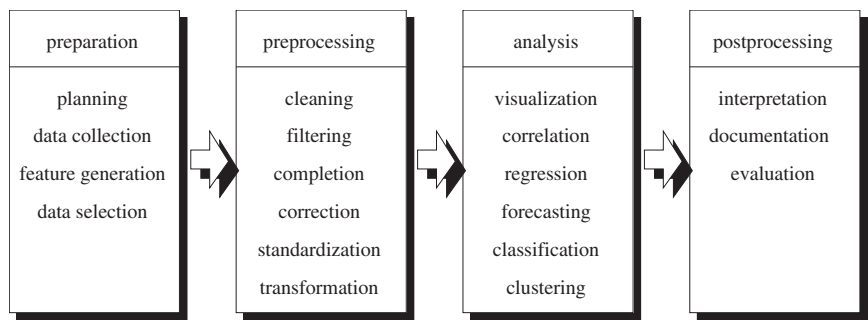 preparation
planning
data collection
feature generation
data selection
preprocessing
cleaning
filtering
completion
correction
standardization
transformation
analysis
visualization
correlation
regression
forecasting
classification
clustering
postprocessing
interpretation
documentation
evaluation